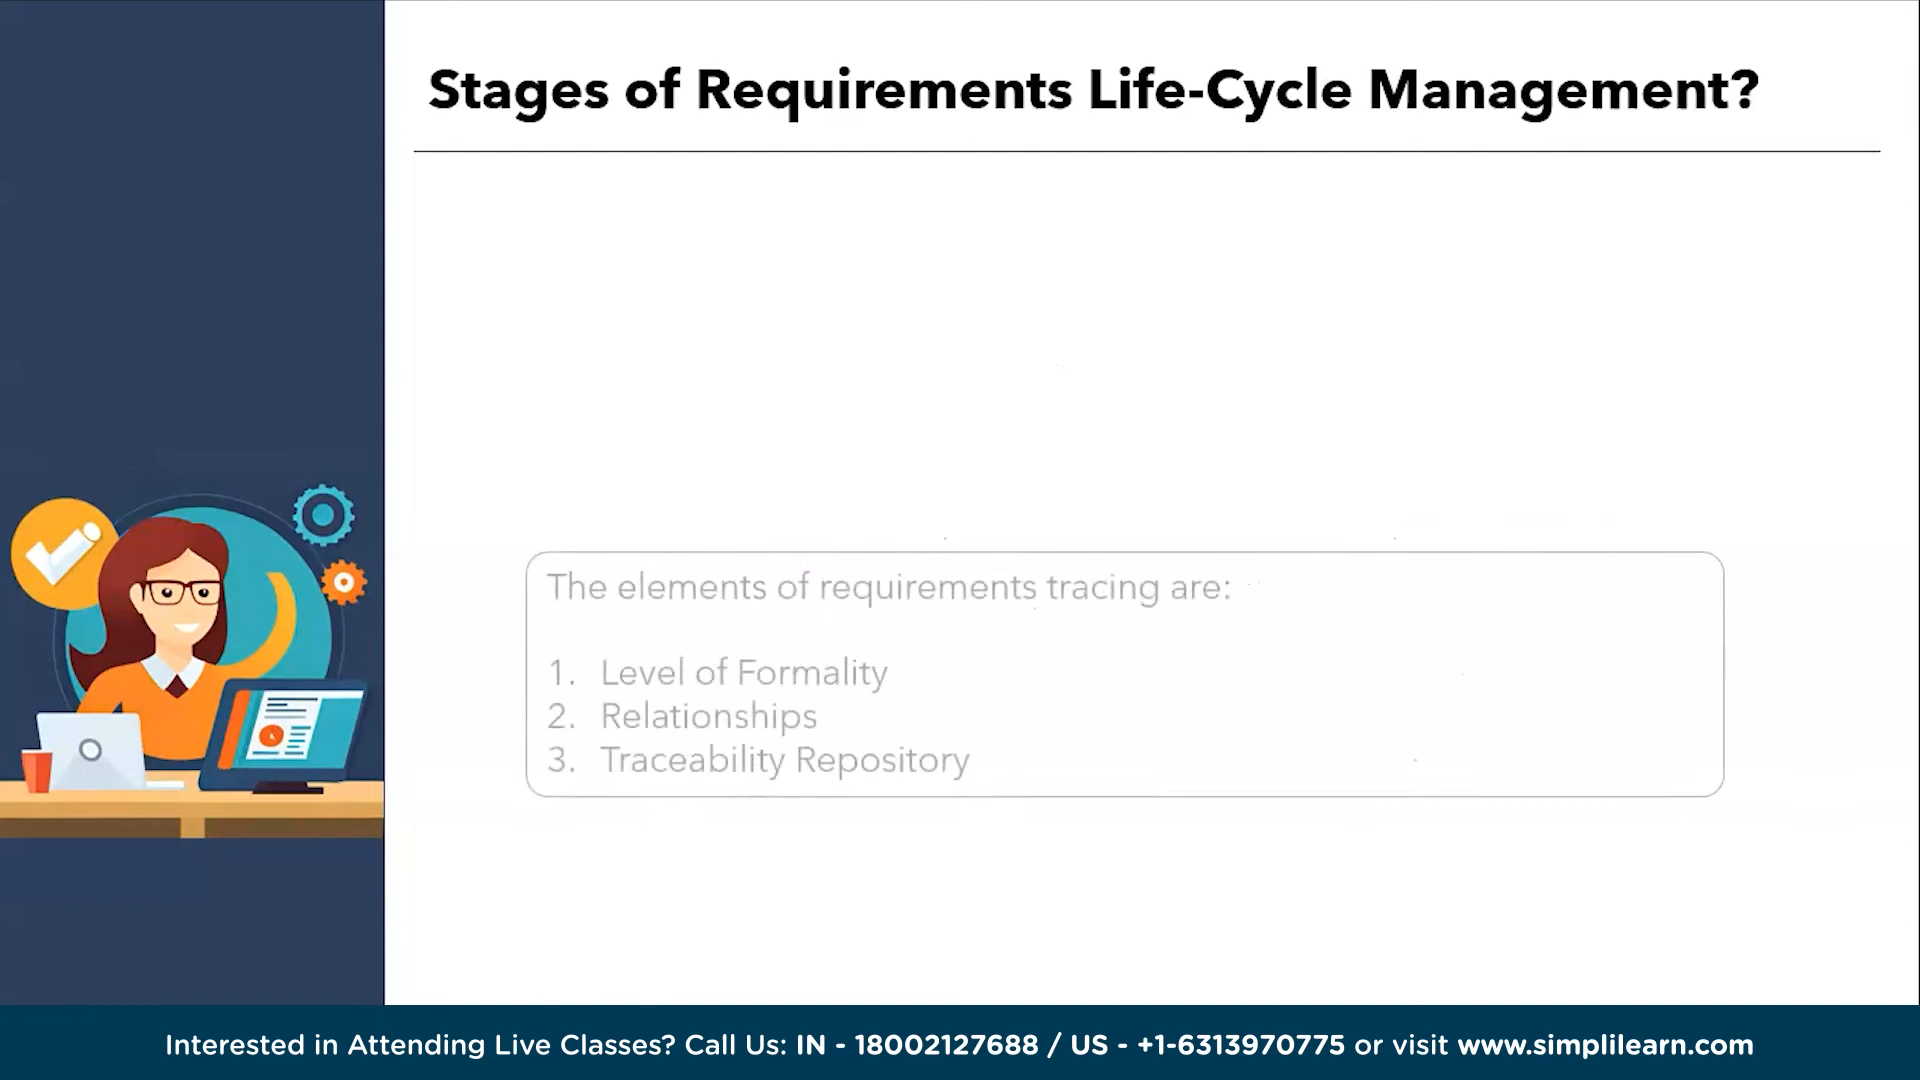 Stages of Requirements Life-Cycle Management?
The elements of requirements tracing are:
1. Level of Formality
2. Relationships
3. Traceability Repository
Interested in Attending Live Classes? Call Us: IN - 18002127688 / US - +1-6313970775 or visit www.simplilearn.com